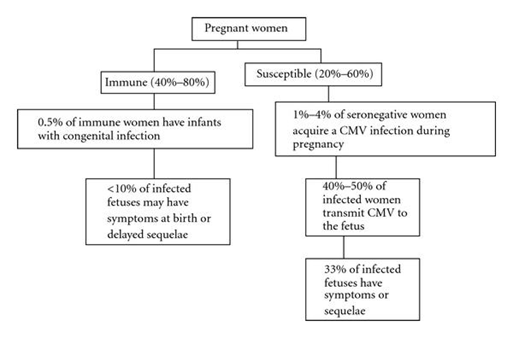 Pregnant women
Immune (40%–80%)
Susceptible (20%–60%)
0.5% of immune women have infants
with congenital infection
1%–4% of seronegative women
acquire a CMV infection during
pregnancy
<10% of infected
fetuses may have
symptoms at birth or
delayed sequelae
40%–50% of
infected women
transmit CMV to
the fetus
33% of infected
fetuses have
symptoms or
sequelae